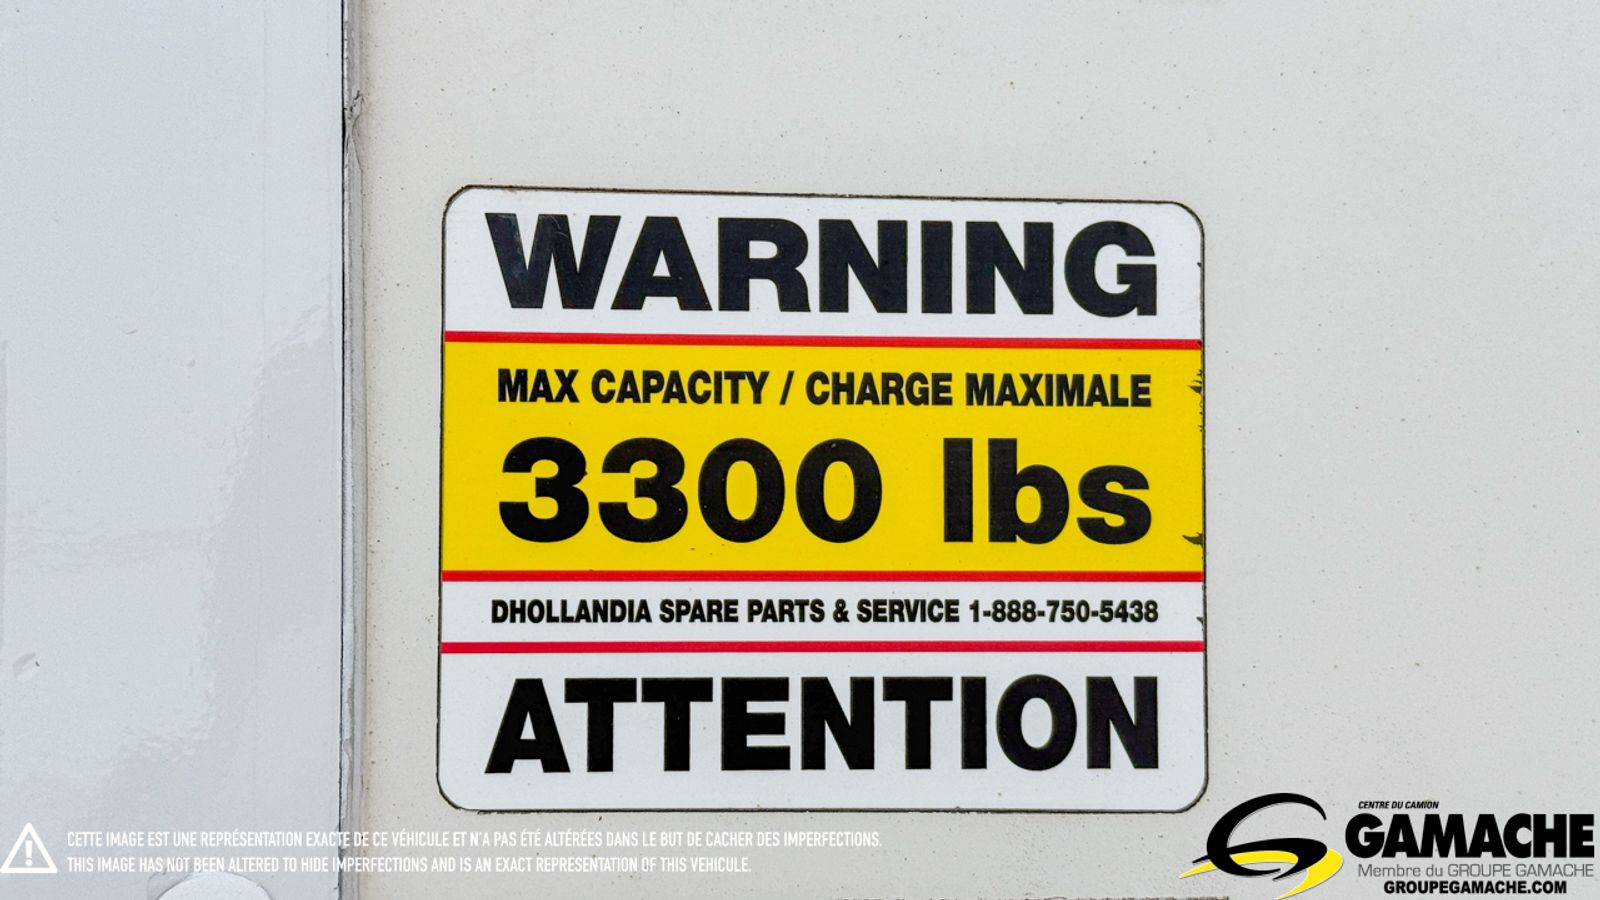 WARNING
MAX CAPACITY / CHARGE MAXIMALE
3300 lbs
DHOLLANDIA SPARE PARTS & SERVICE 1-888-750-5438
ATTENTION
CETTE IMAGE EST UNE REPRÉSENTATION EXACTE DE CE VÉHICULE ET N'A PAS ÉTÉ ALTÉRÉES DANS LE BUT DE CACHER DES IMPERFECTIONS.
THIS IMAGE HAS NOT BEEN ALTERED TO HIDE IMPERFECTIONS AND IS AN EXACT REPRESENTATION OF THIS VEHICULE.
CENTRE DU CAMION
GAMACHE
Membre du GROUPE GAMACHE
GROUPEGAMACHE.COM